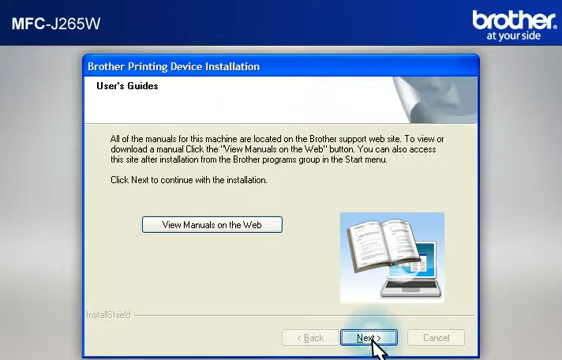 MFC-J265W
brother
at your side
Brother Printing Device Installation
User's Guides
All of the manuals for this machine are located on the Brother support web site. To view or
download a manual Click the "View Manuals on the Web" button. You can also access
this site after installation from the Brother programs group in the Start menu.
Click Next to continue with the installation.
View Manuals on the Web
InstallShield
< Back
Next >
Cancel